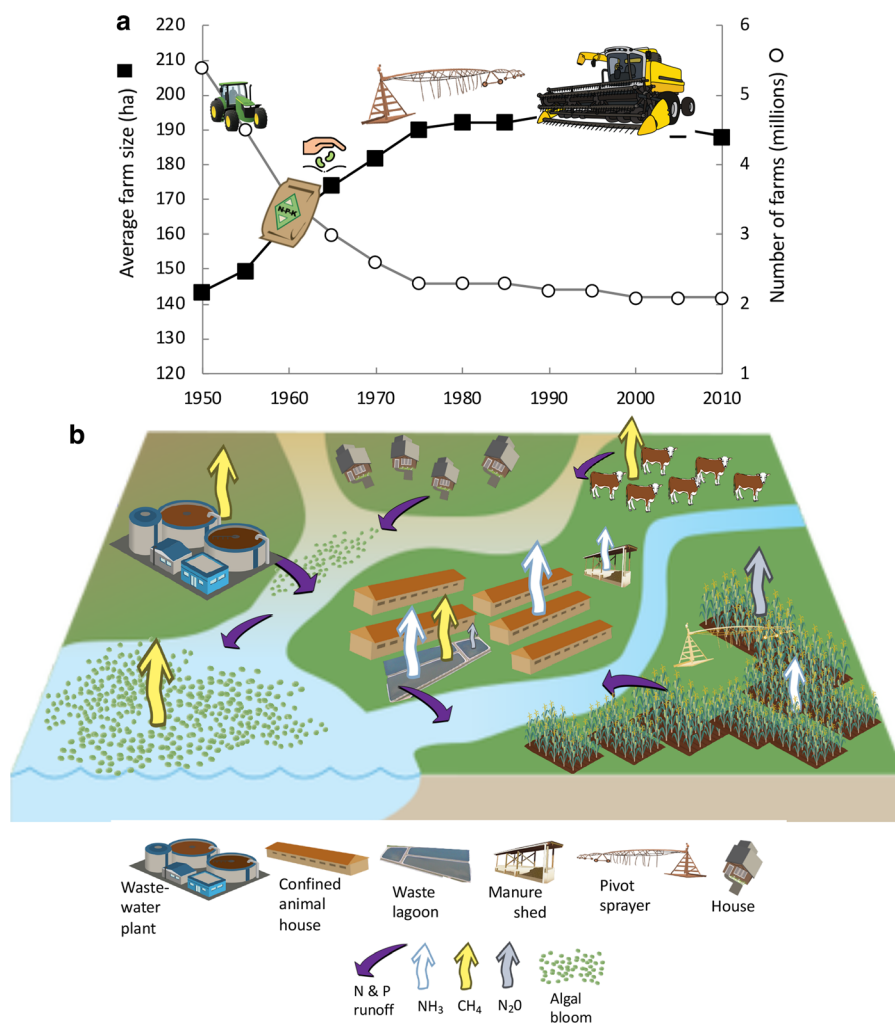 a
220
210
200
190
180
170
160
150
140
130
120
Average farm size (ha)
6
5
4
3
2
1
Number of farms (millions)
N-P-K
1950
1960
1970
1980
1990
2000
2010
b
Waste-
water
plant
Confined
animal
house
Waste
lagoon
Manure
shed
Pivot
sprayer
House
N & P
runoff
NH₃
CH₄
N₂0
Algal
bloom